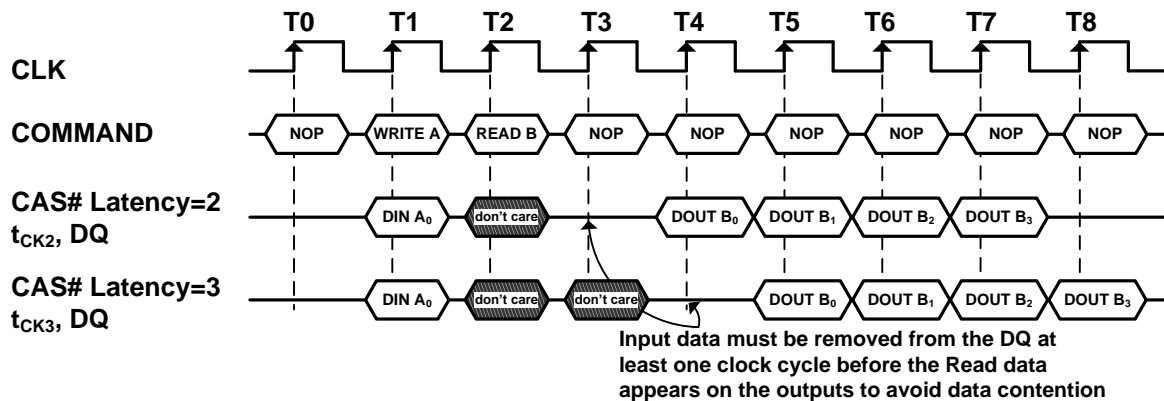 T0 T1 T2 T3 T4 T5 T6 T7 T8
CLK
COMMAND NOP WRITE A READ B NOP NOP NOP NOP NOP NOP
CAS# Latency=2
tCK2, DQ DIN A0 don't care DOUT B0 DOUT B1 DOUT B2 DOUT B3
CAS# Latency=3
tCK3, DQ DIN A0 don't care don't care DOUT B0 DOUT B1 DOUT B2 DOUT B3
Input data must be removed from the DQ at
least one clock cycle before the Read data
appears on the outputs to avoid data contention